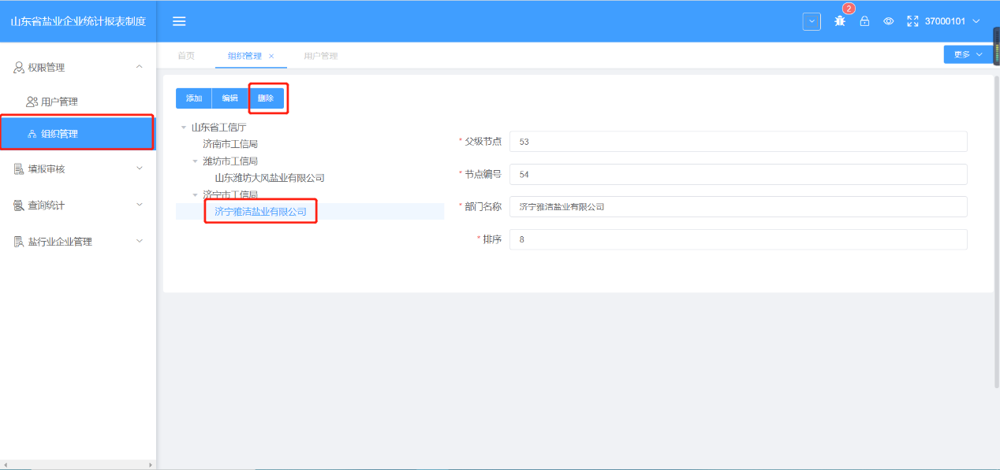 山东省盐业企业统计报表制度
2
37000101
权限管理
用户管理
组织管理
填报审核
查询统计
盐行业企业管理
首页
组织管理 ×
用户管理
更多
添加
编辑
删除
山东省工信厅
济南市工信局
潍坊市工信局
山东潍坊大风盐业有限公司
济宁市工信局
济宁雅洁盐业有限公司
* 父级节点
53
* 节点编号
54
* 部门名称
济宁雅洁盐业有限公司
* 排序
8